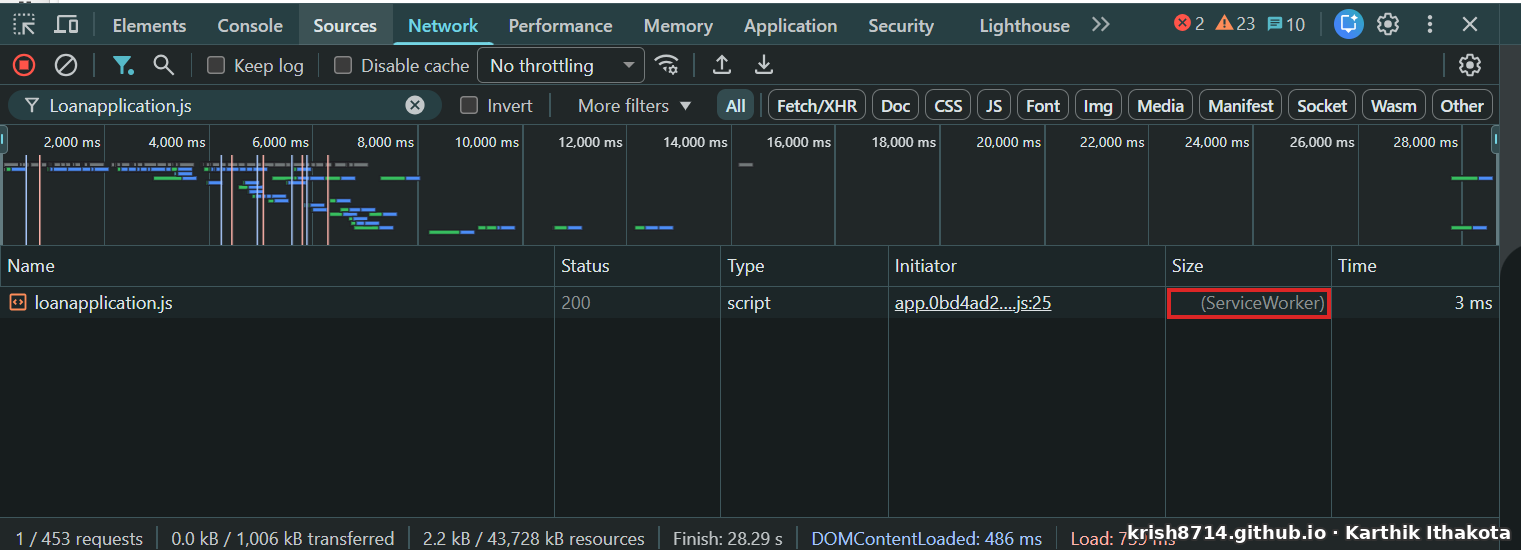 Elements Console Sources Network Performance Memory Application Security Lighthouse 2 23 10
Keep log Disable cache No throttling
Loanapplication.js Invert More filters All Fetch/XHR Doc CSS JS Font Img Media Manifest Socket Wasm Other
2,000 ms 4,000 ms 6,000 ms 8,000 ms 10,000 ms 12,000 ms 14,000 ms 16,000 ms 18,000 ms 20,000 ms 22,000 ms 24,000 ms 26,000 ms 28,000 ms
Name Status Type Initiator Size Time
loanapplication.js 200 script app.0bd4ad2....js:25 (ServiceWorker) 3 ms
1 / 453 requests 0.0 kB / 1,006 kB transferred 2.2 kB / 43,728 kB resources Finish: 28.29 s DOMContentLoaded: 486 ms Load:
krish8714.github.io · Karthik Ithakota